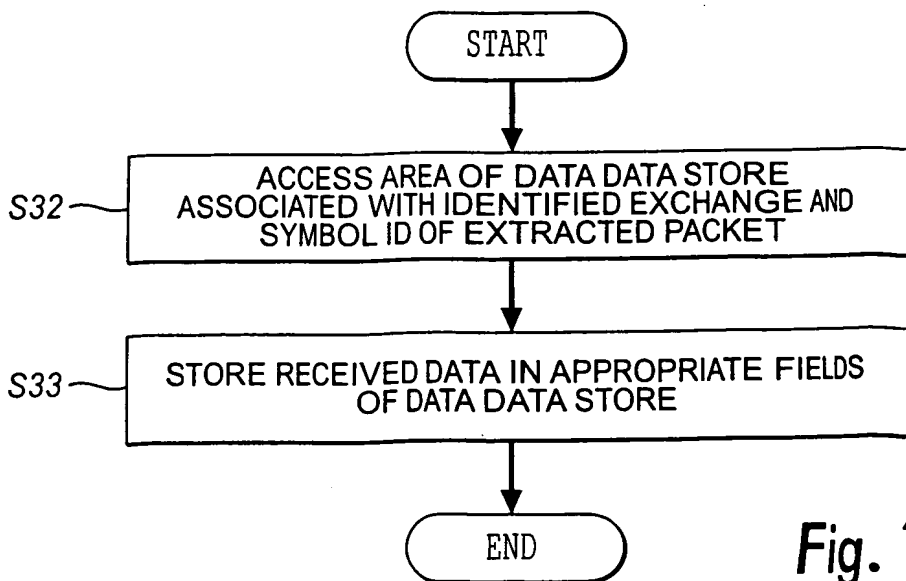 START
S32
ACCESS AREA OF DATA DATA STORE
ASSOCIATED WITH IDENTIFIED EXCHANGE AND
SYMBOL ID OF EXTRACTED PACKET
S33
STORE RECEIVED DATA IN APPROPRIATE FIELDS
OF DATA DATA STORE
END
Fig.